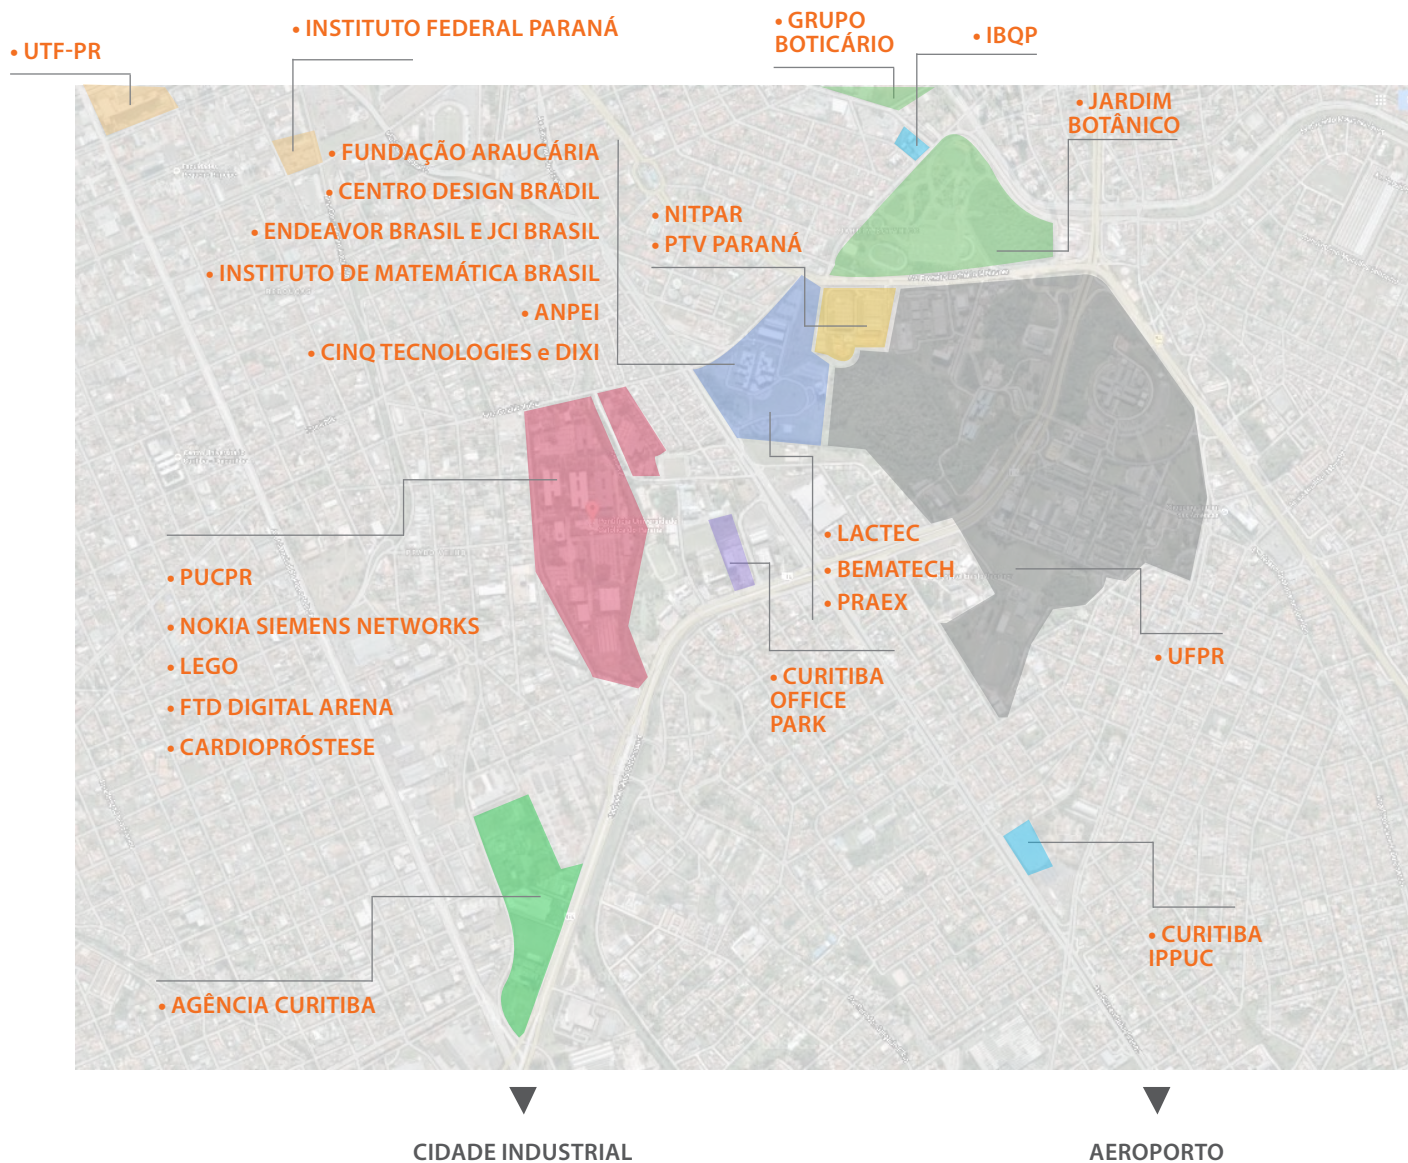 • UTF-PR
• INSTITUTO FEDERAL PARANÁ
• GRUPO
BOTICÁRIO
• IBQP
• JARDIM
BOTÂNICO
• FUNDAÇÃO ARAUCÁRIA
• CENTRO DESIGN BRADIL
• ENDEAVOR BRASIL E JCI BRASIL
• INSTITUTO DE MATEMÁTICA BRASIL
• ANPEI
• CINQ TECNOLOGIES e DIXI
• NITPAR
• PTV PARANÁ
• LACTEC
• BEMATECH
• PRAEX
• PUCPR
• NOKIA SIEMENS NETWORKS
• LEGO
• FTD DIGITAL ARENA
• CARDIOPRÓSTESE
• CURITIBA
OFFICE
PARK
• UFPR
• AGÊNCIA CURITIBA
• CURITIBA
IPPUC
CIDADE INDUSTRIAL
AEROPORTO